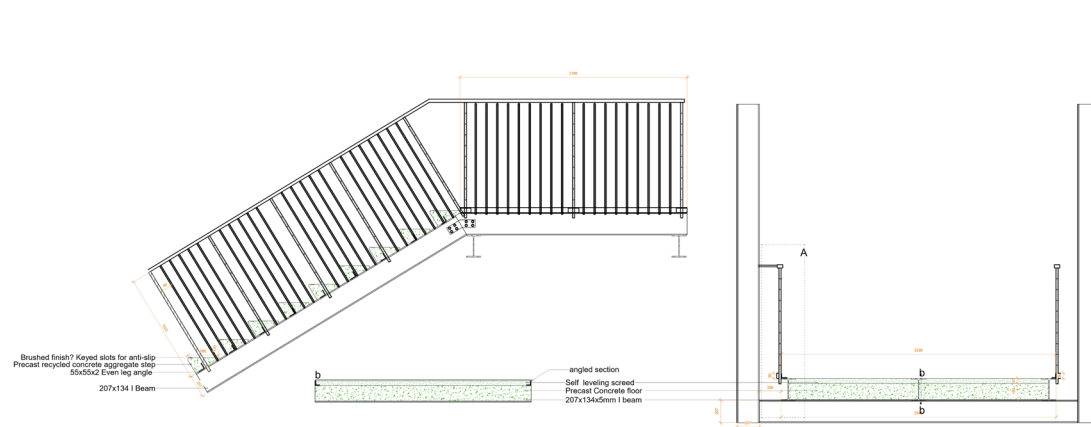 A
Brushed finish? Keyed slots for anti-slip
Precast recycled concrete aggregate step
55x55x2 Even leg angle
207x134 I Beam
b
angled section
Self leveling screed
Precast Concrete floor
207x134x5mm I beam
b
b